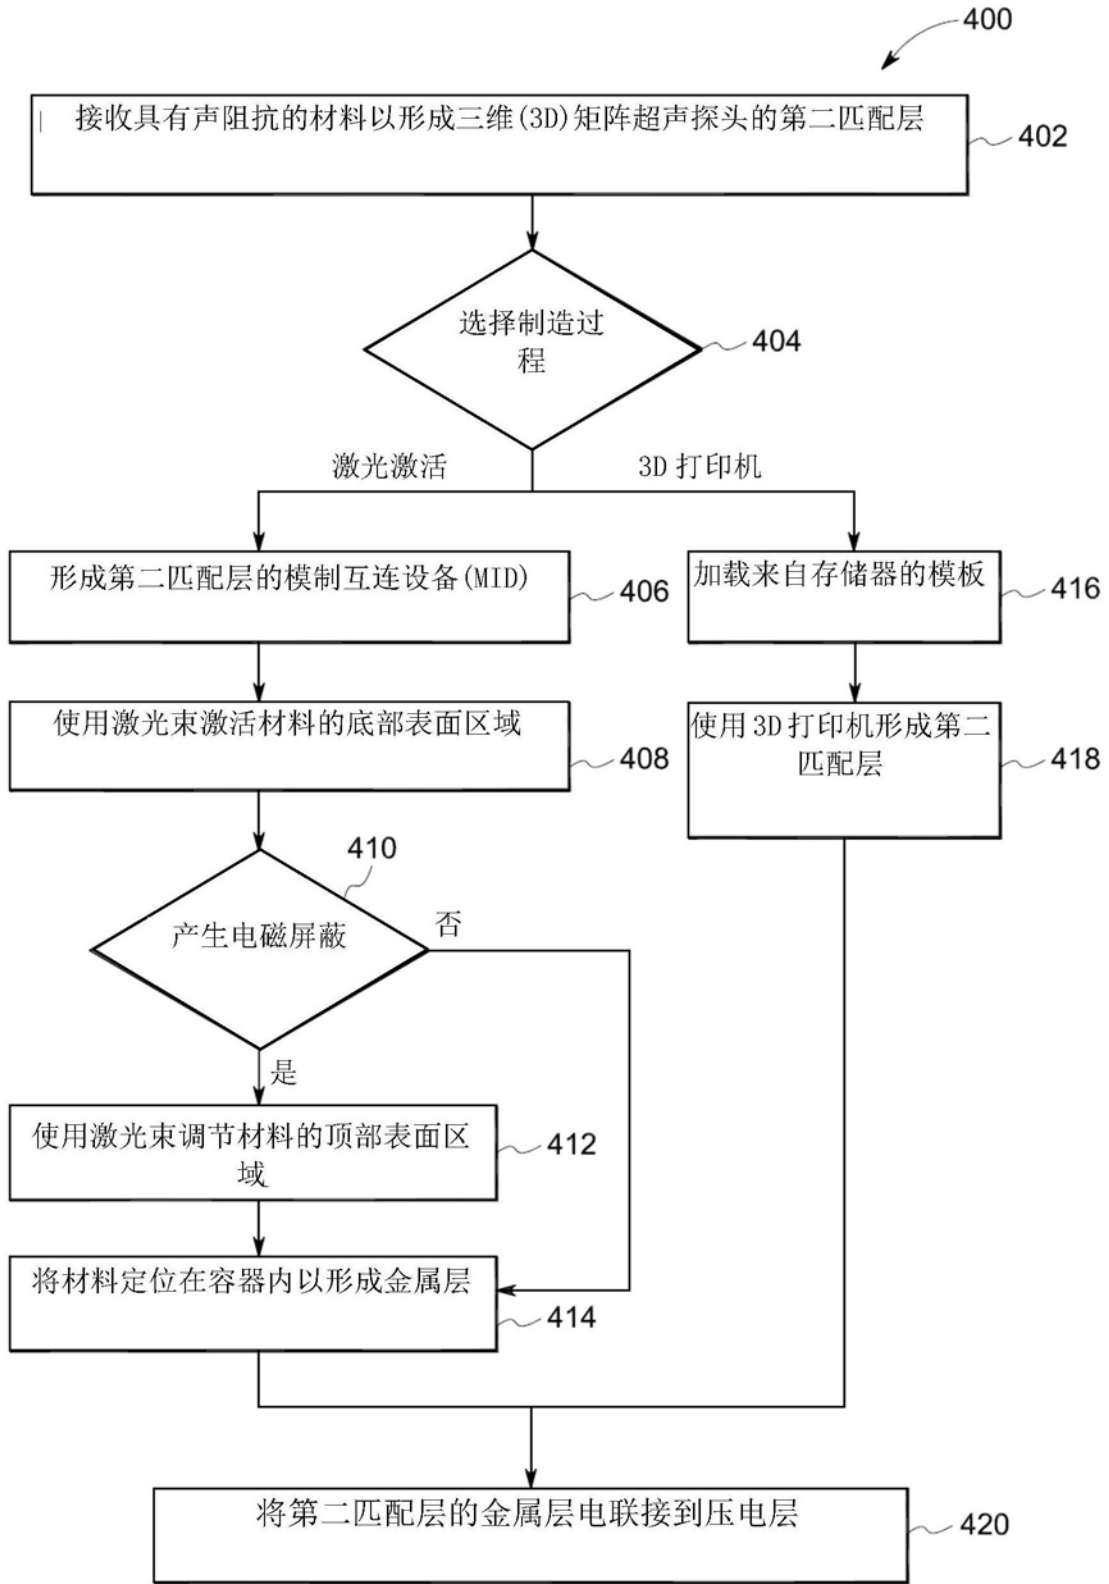 400
接收具有声阻抗的材料以形成三维(3D)矩阵超声探头的第二匹配层
402
选择制造过
程
404
激光激活
3D打印机
形成第二匹配层的模制互连设备(MID)
406
加载来自存储器的模板
416
使用激光束激活材料的底部表面区域
408
使用3D打印机形成第二
匹配层
418
410
产生电磁屏蔽
否
是
使用激光束调节材料的顶部表面区
域
412
将材料定位在容器内以形成金属层
414
将第二匹配层的金属层电联接到压电层
420